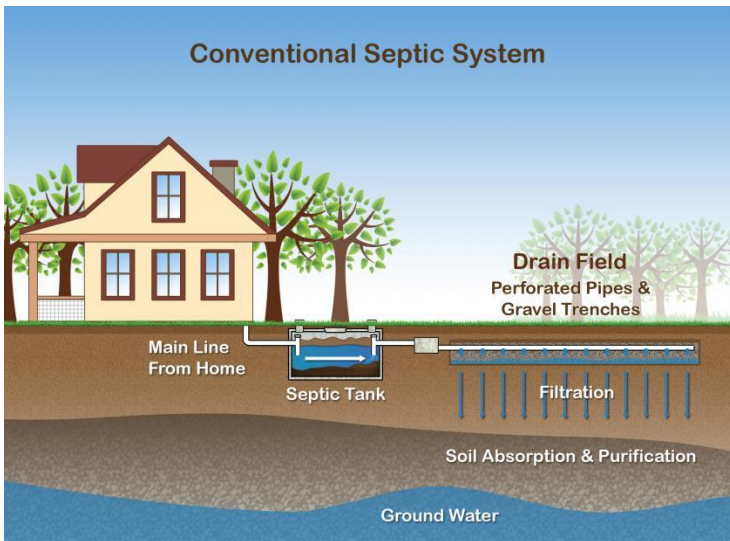 Conventional Septic System
Drain Field
Perforated Pipes &
Gravel Trenches
Main Line
From Home
Septic Tank
Filtration
Soil Absorption & Purification
Ground Water